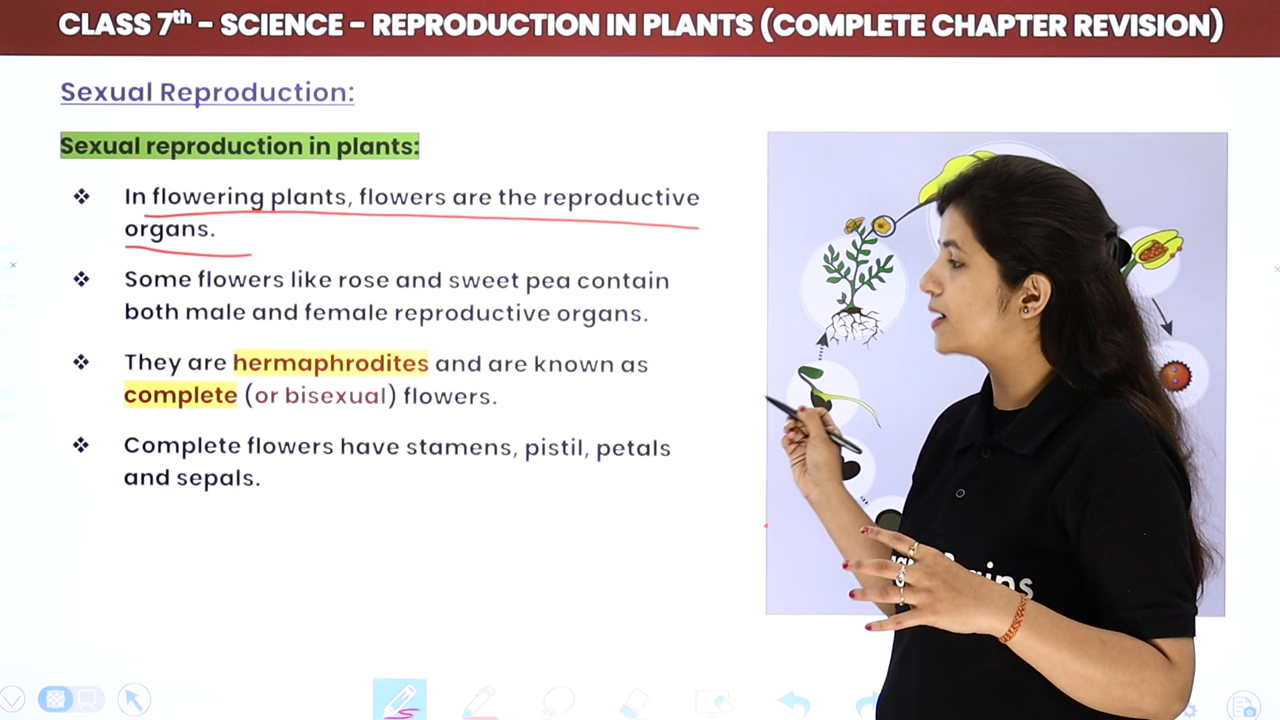 CLASS 7th – SCIENCE – REPRODUCTION IN PLANTS (COMPLETE CHAPTER REVISION)
Sexual Reproduction:
Sexual reproduction in plants:
❖ In flowering plants, flowers are the reproductive
organs.
❖ Some flowers like rose and sweet pea contain
both male and female reproductive organs.
❖ They are hermaphrodites and are known as
complete (or bisexual) flowers.
❖ Complete flowers have stamens, pistil, petals
and sepals.